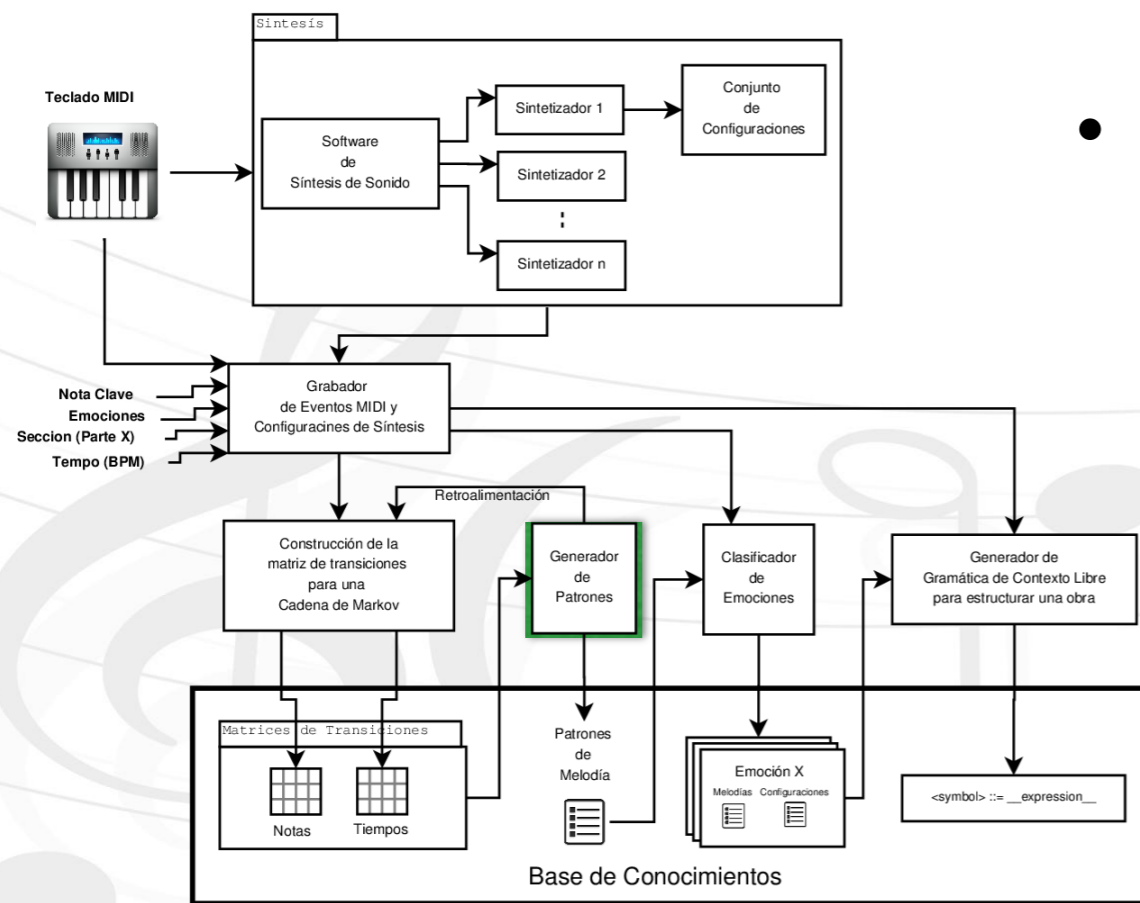 Sintesís
Teclado MIDI
Software
de
Síntesis de Sonido
Sintetizador 1
Sintetizador 2
Sintetizador n
Conjunto
de
Configuraciones
Nota Clave
Emociones
Seccion (Parte X)
Tempo (BPM)
Grabador
de Eventos MIDI y
Configuracines de Síntesis
Retroalimentación
Construcción de la
matriz de transiciones
para una
Cadena de Markov
Generador
de
Patrones
Clasificador
de
Emociones
Generador de
Gramática de Contexto Libre
para estructurar una obra
Matrices de Transiciones
Notas
Tiempos
Patrones
de
Melodía
Emoción X
Melodías
Configuraciones
<symbol> ::= __expression__
Base de Conocimientos